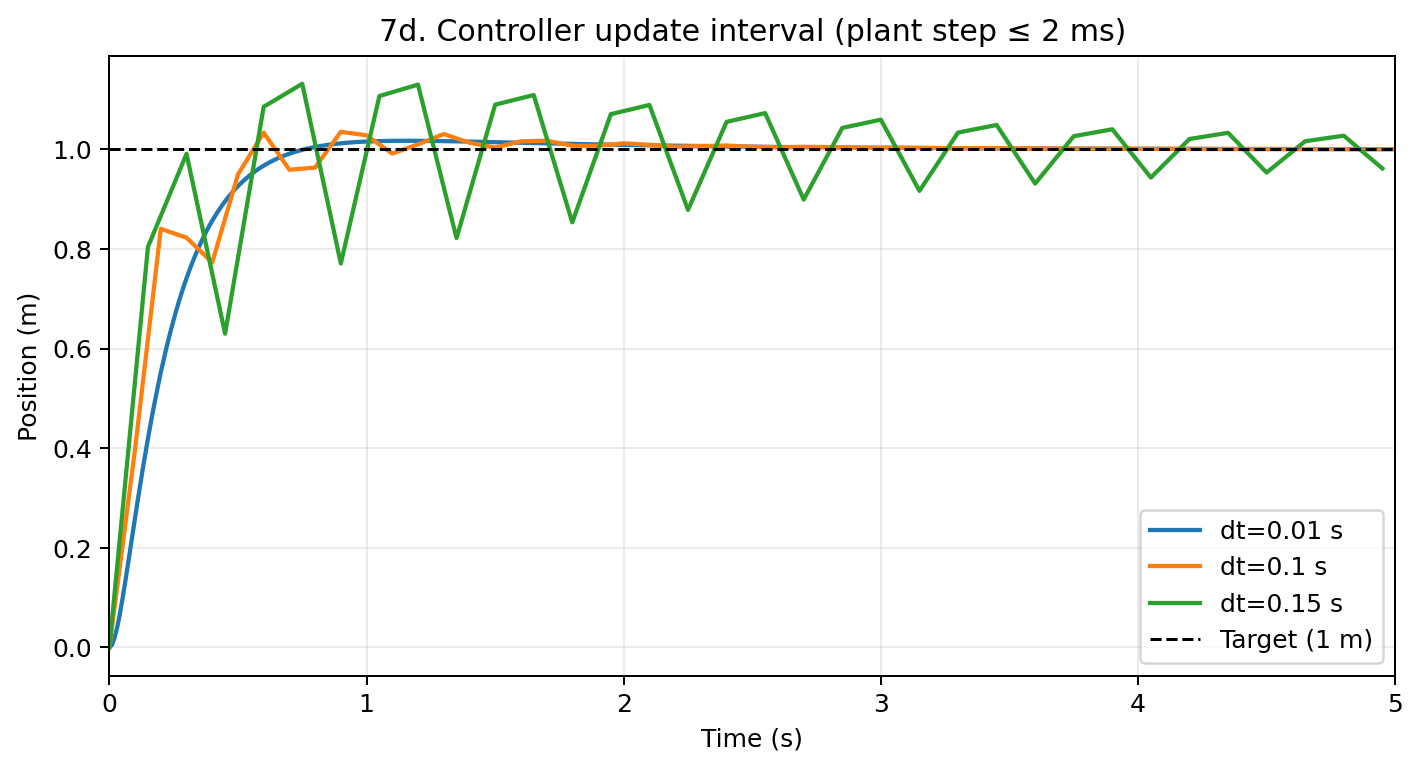 7d. Controller update interval (plant step ≤ 2 ms)
Position (m)
1.0
0.8
0.6
0.4
0.2
0.0
0
1
2
3
4
5
Time (s)
dt=0.01 s
dt=0.1 s
dt=0.15 s
Target (1 m)